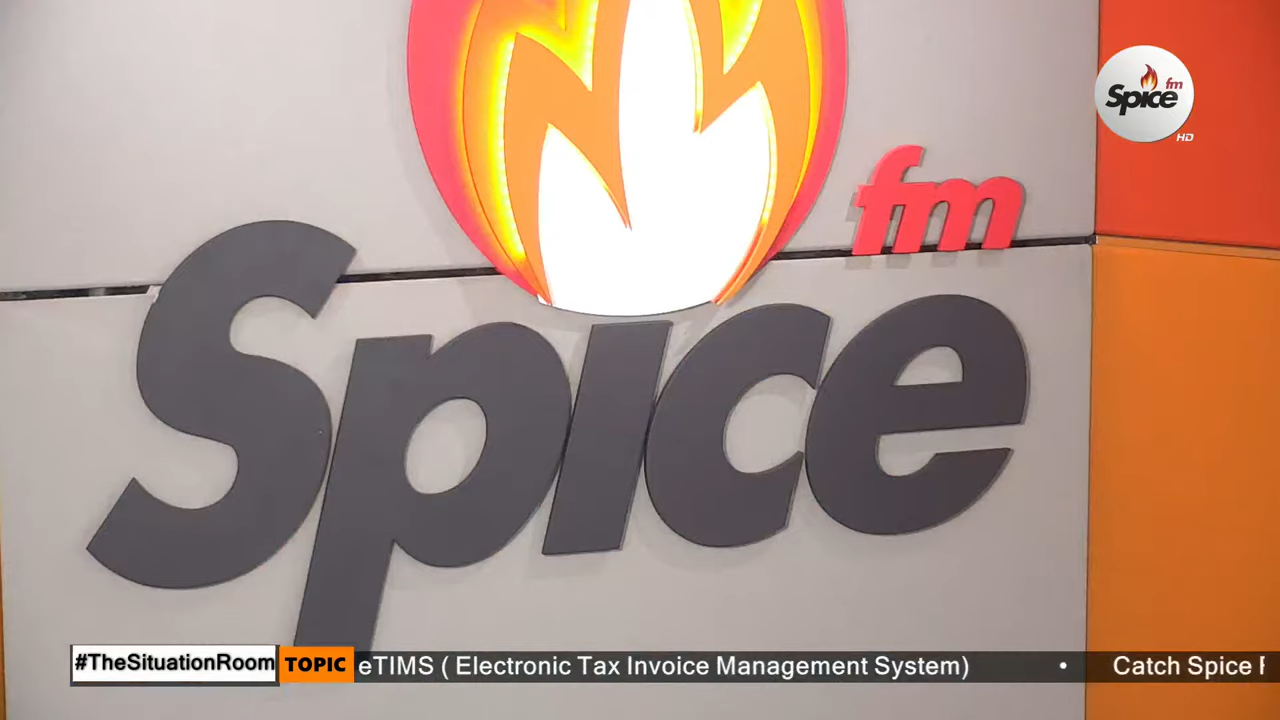 Spice fm
HD
fm
Spice
#TheSituationRoom TOPIC eTIMS ( Electronic Tax Invoice Management System) • Catch Spice